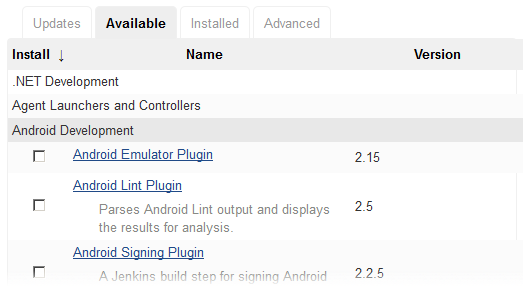 Updates Available Installed Advanced
Install ↓ Name Version
.NET Development
Agent Launchers and Controllers
Android Development
Android Emulator Plugin 2.15
Android Lint Plugin
Parses Android Lint output and displays 2.5
the results for analysis.
Android Signing Plugin
A Jenkins build step for signing Android 2.2.5